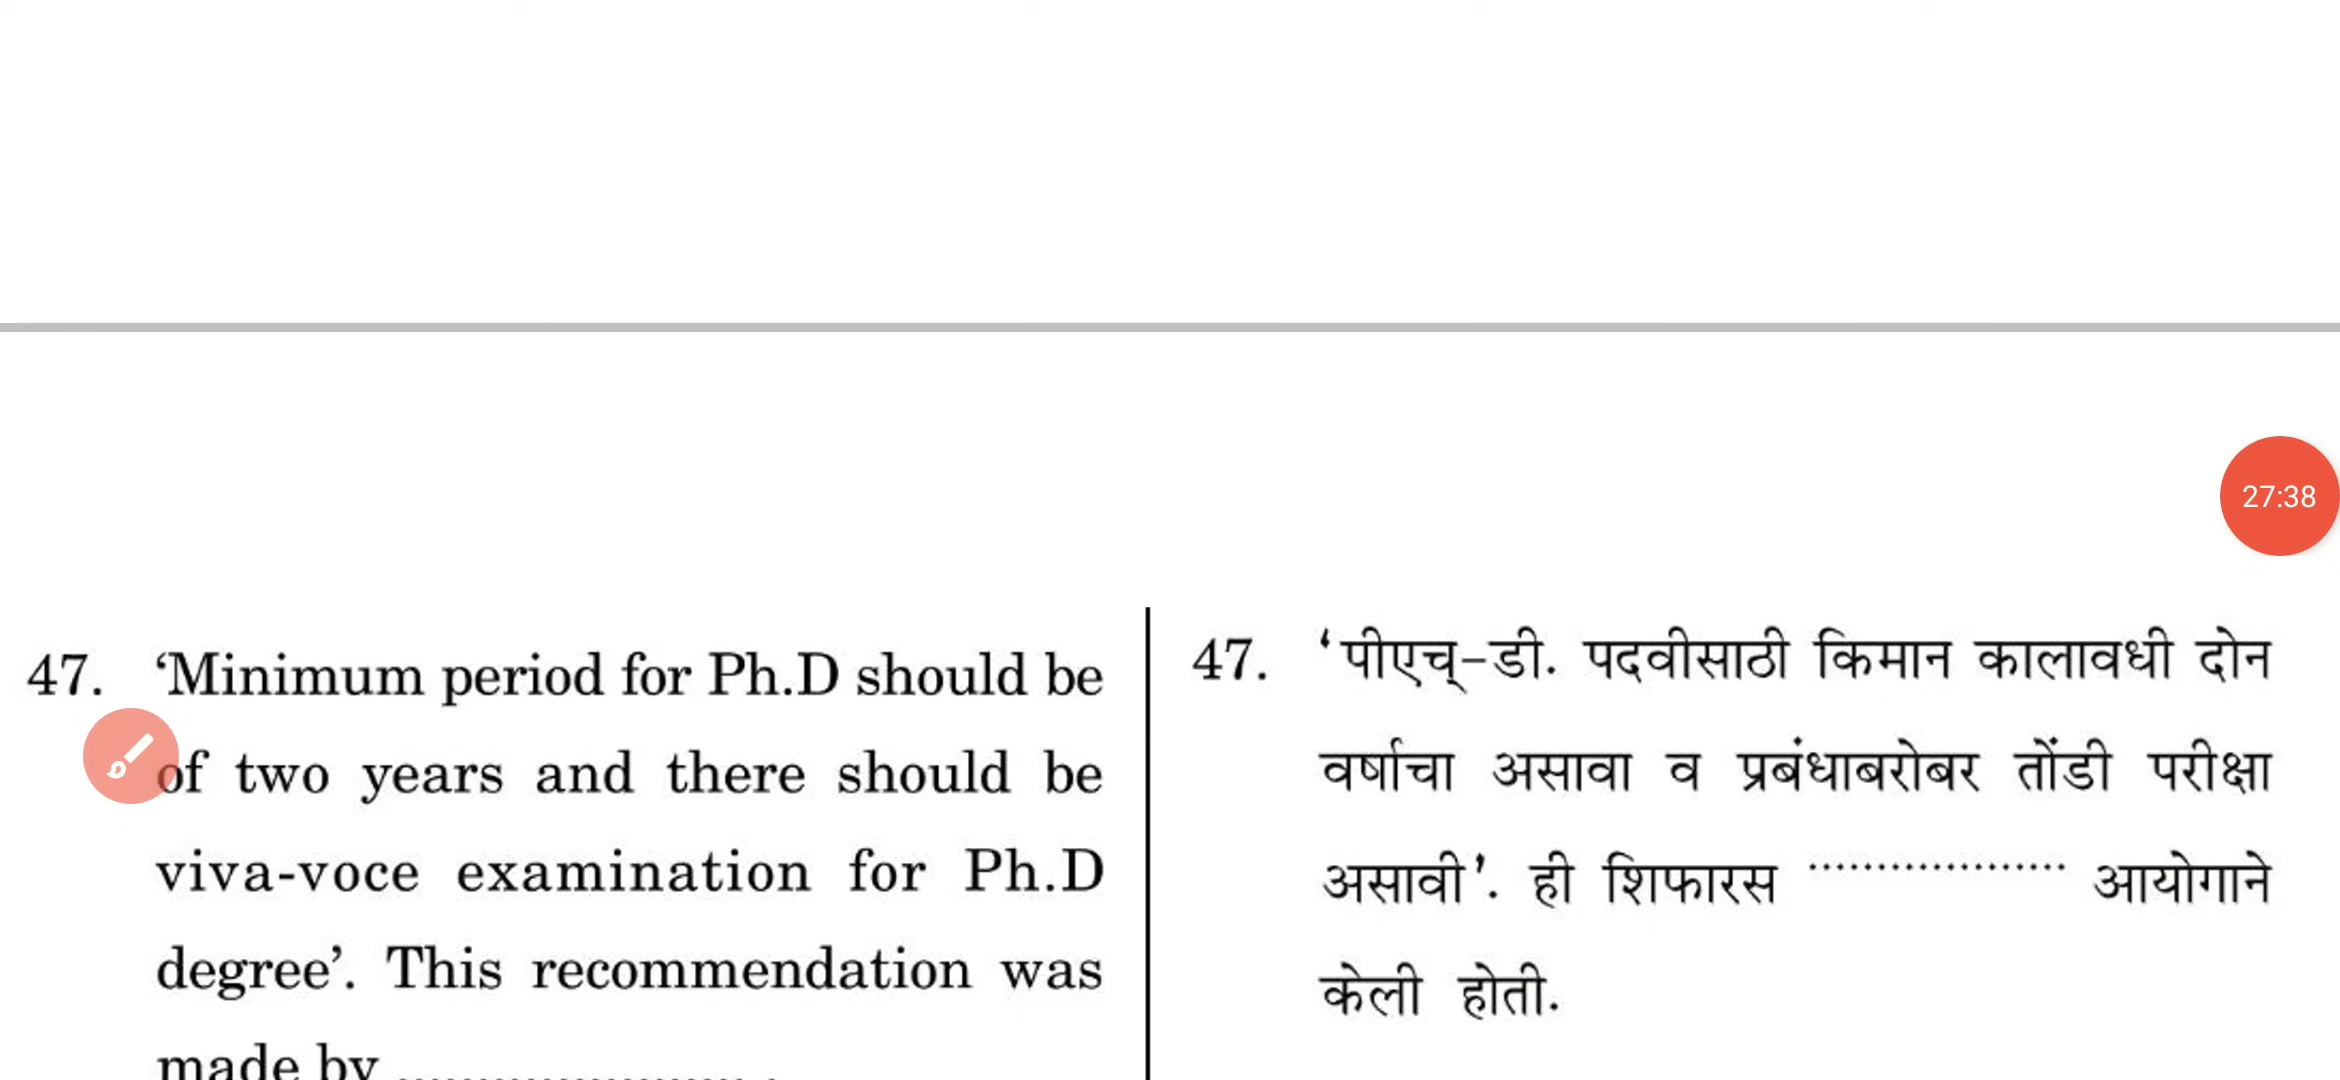 27:38
47. ‘Minimum period for Ph.D should be
of two years and there should be
viva-voce examination for Ph.D
degree’. This recommendation was
made by ...................... .
47. ‘पीएच्-डी. पदवीसाठी किमान कालावधी दोन
वर्षाचा असावा व प्रबंधाबरोबर तोंडी परीक्षा
असावी’. ही शिफारस .................... आयोगाने
केली होती.